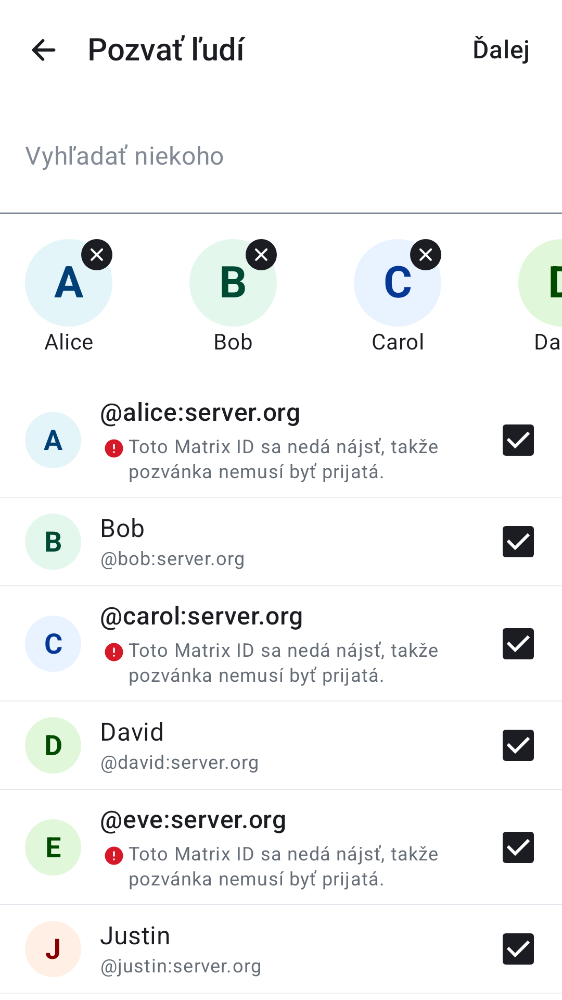 Pozvať ľudí
Ďalej
Vyhľadať niekoho
A
B
C
Alice
Bob
Carol
Da
A
@alice:server.org
Toto Matrix ID sa nedá nájsť, takže
pozvánka nemusí byť prijatá.
B
Bob
@bob:server.org
C
@carol:server.org
Toto Matrix ID sa nedá nájsť, takže
pozvánka nemusí byť prijatá.
D
David
@david:server.org
E
@eve:server.org
Toto Matrix ID sa nedá nájsť, takže
pozvánka nemusí byť prijatá.
J
Justin
@justin:server.org